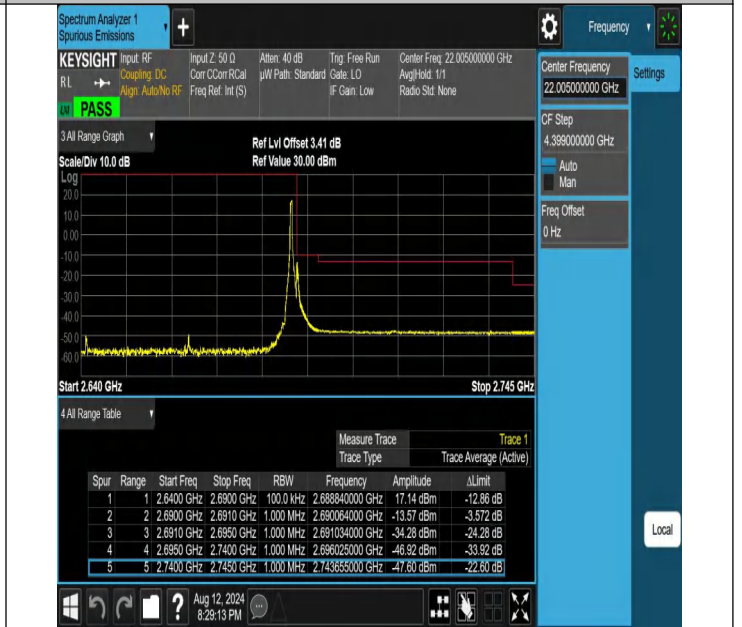 Spectrum Analyzer 1
Spurious Emissions
+
Frequency
KEYSIGHT Input: RF Input Z: 50 Ω Atten: 40 dB Trig: Free Run Center Freq: 22.005000000 GHz
RL Coupling: DC Corr CCorr RCal µW Path: Standard Gate: LO Avg|Hold: 1/1
Align: Auto/No RF Freq Ref: Int (S) IF Gain: Low Radio Std: None
PASS
Center Frequency
22.005000000 GHz
Settings
CF Step
4.399000000 GHz
Auto
Man
Freq Offset
0 Hz
Local
3 All Range Graph
Ref Lvl Offset 3.41 dB
Scale/Div 10.0 dB Ref Value 30.00 dBm
Log
20.0
10.0
0.00
-10.0
-20.0
-30.0
-40.0
-50.0
-60.0
Start 2.640 GHz Stop 2.745 GHz
4 All Range Table
Measure Trace Trace 1
Trace Type Trace Average (Active)
Spur Range Start Freq Stop Freq RBW Frequency Amplitude ΔLimit
1 1 2.6400 GHz 2.6900 GHz 100.0 kHz 2.688840000 GHz 17.14 dBm -12.86 dB
2 2 2.6900 GHz 2.6910 GHz 1.000 MHz 2.690064000 GHz -13.57 dBm -3.572 dB
3 3 2.6910 GHz 2.6950 GHz 1.000 MHz 2.691034000 GHz -34.28 dBm -24.28 dB
4 4 2.6950 GHz 2.7400 GHz 1.000 MHz 2.696025000 GHz -46.92 dBm -33.92 dB
5 5 2.7400 GHz 2.7450 GHz 1.000 MHz 2.743655000 GHz -47.60 dBm -22.60 dB
? Aug 12, 2024
8:29:13 PM